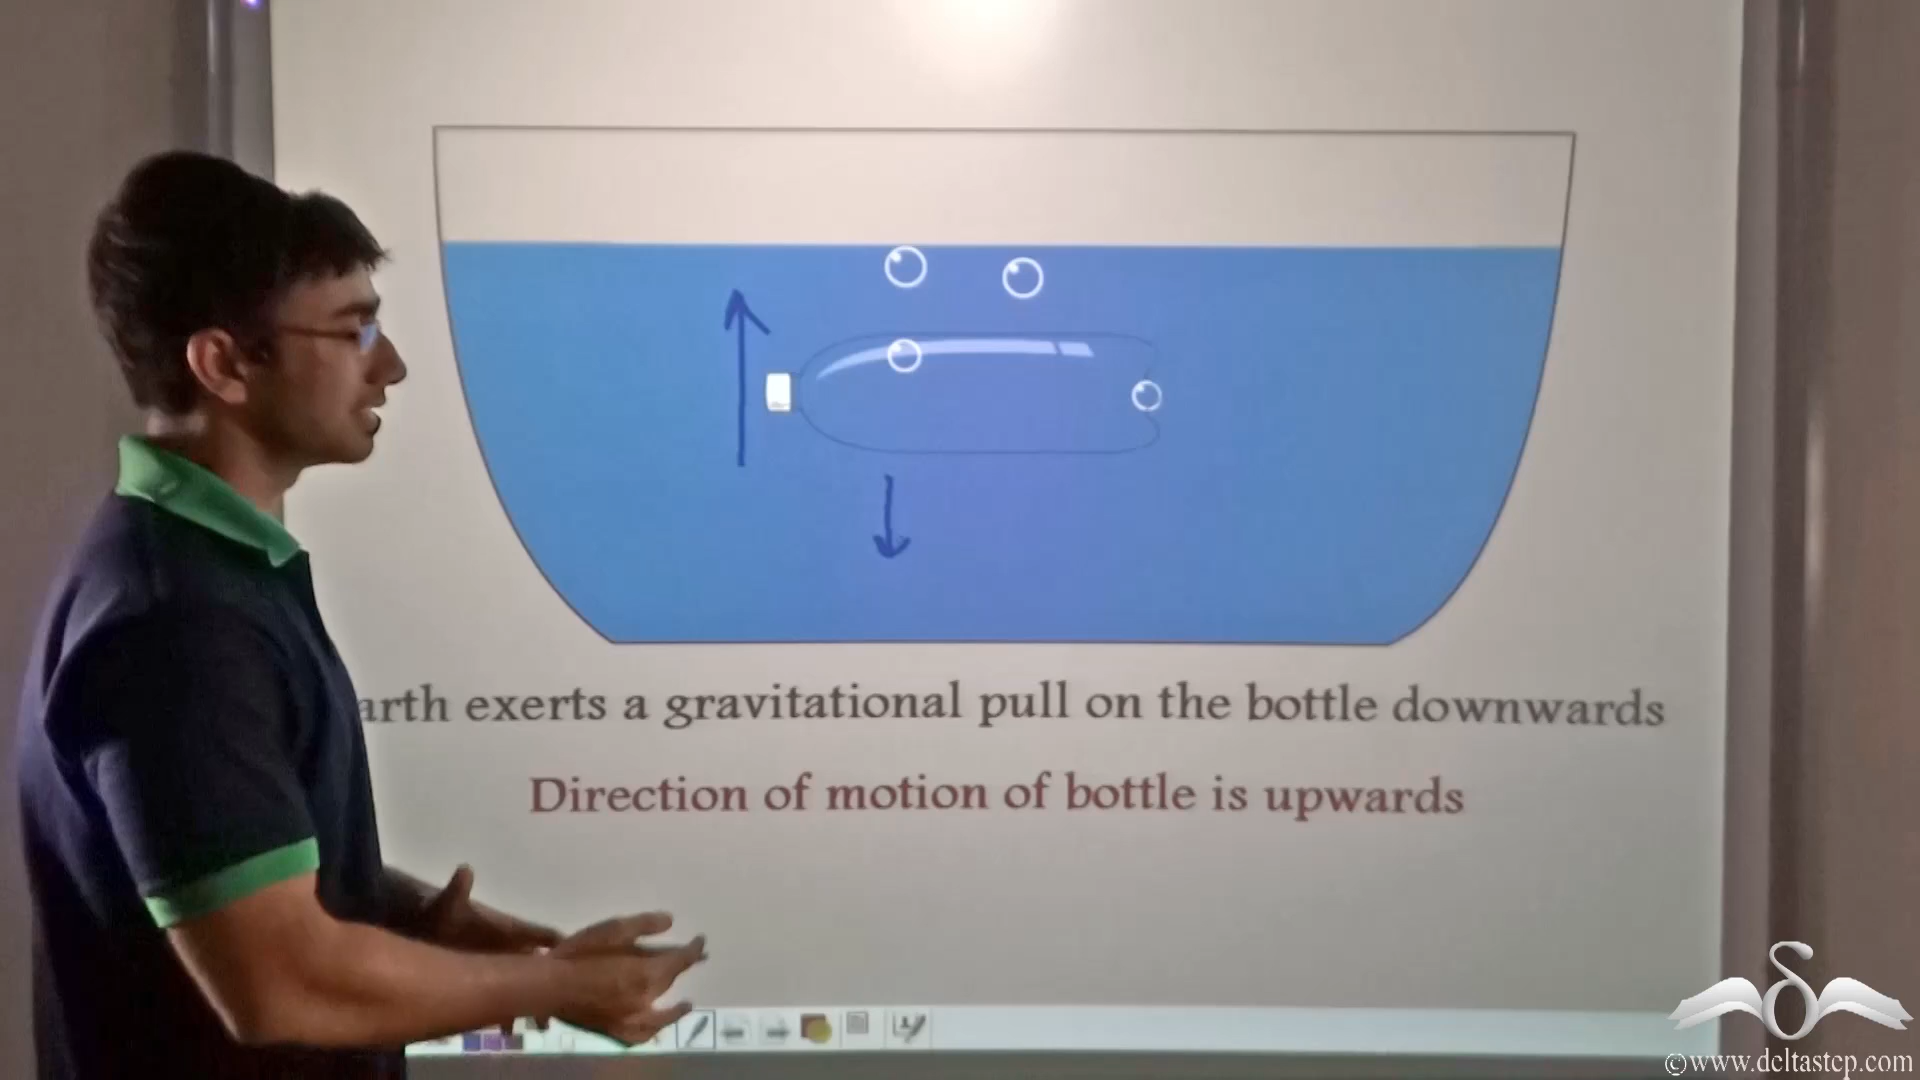 arth exerts a gravitational pull on the bottle downwards
Direction of motion of bottle is upwards
©www.deltastep.com